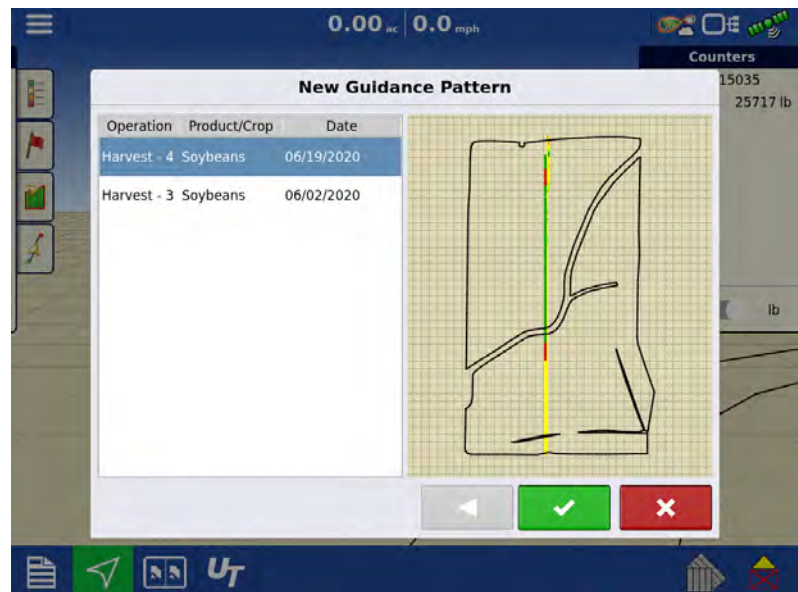 0.00 ac 0.0 mph
Counters
15035
25717 lb
New Guidance Pattern
Operation Product/Crop Date
Harvest - 4 Soybeans 06/19/2020
Harvest - 3 Soybeans 06/02/2020
lb
UT